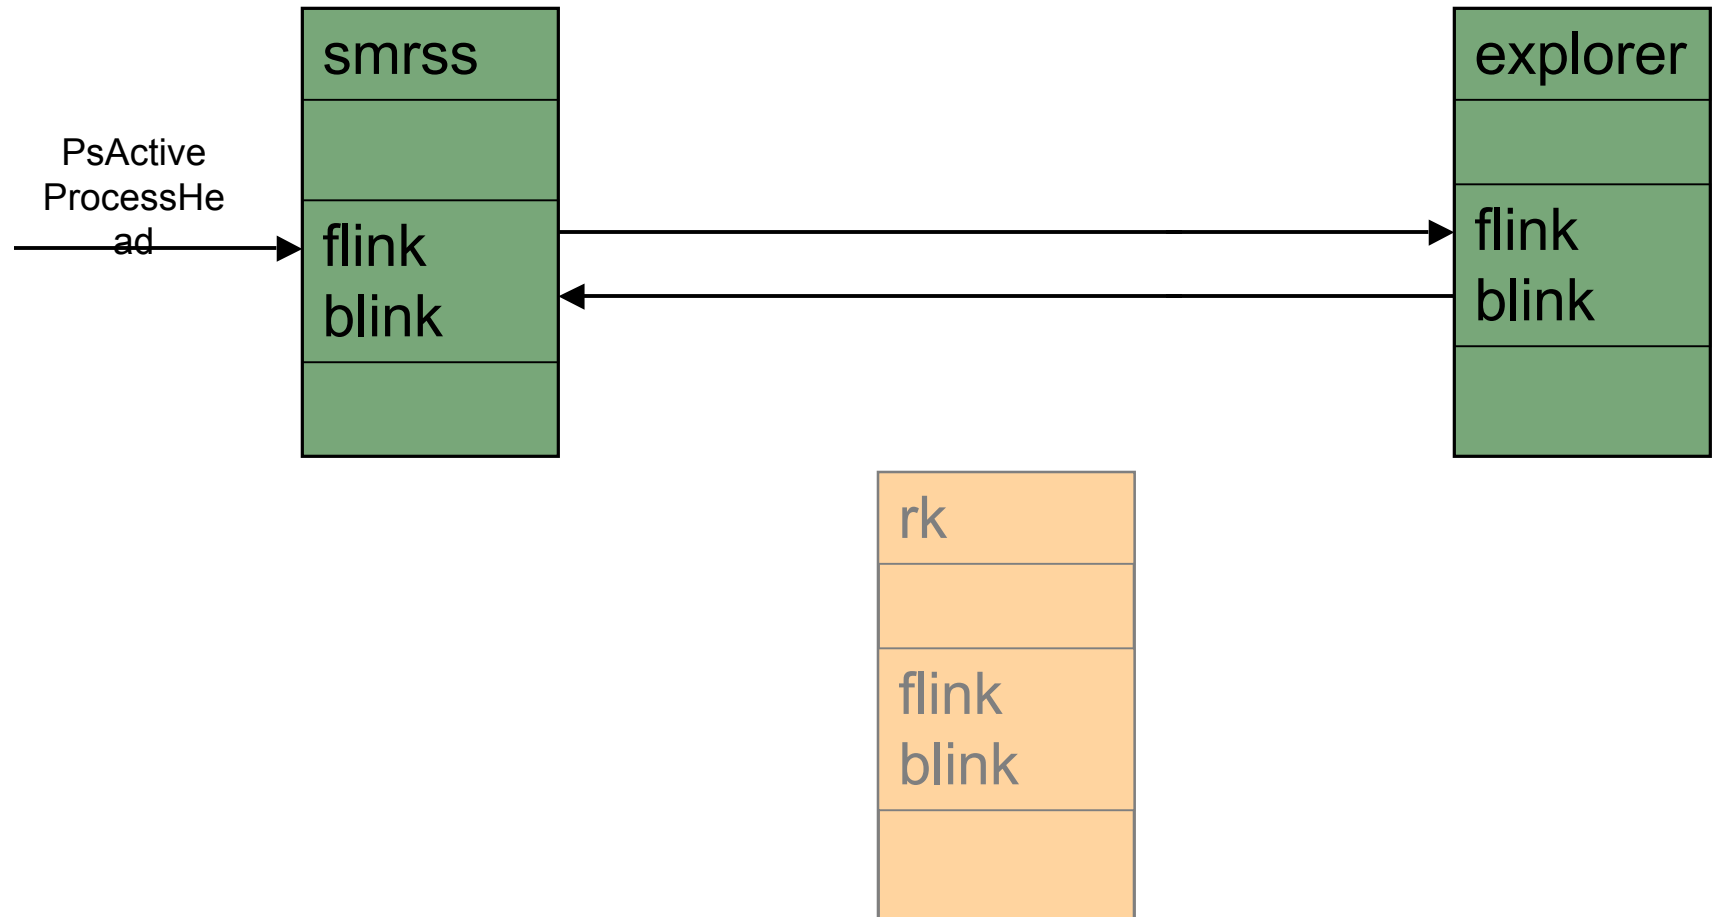 smrss
explorer
PsActive
ProcessHe
ad
flink
blink
flink
blink
rk
flink
blink